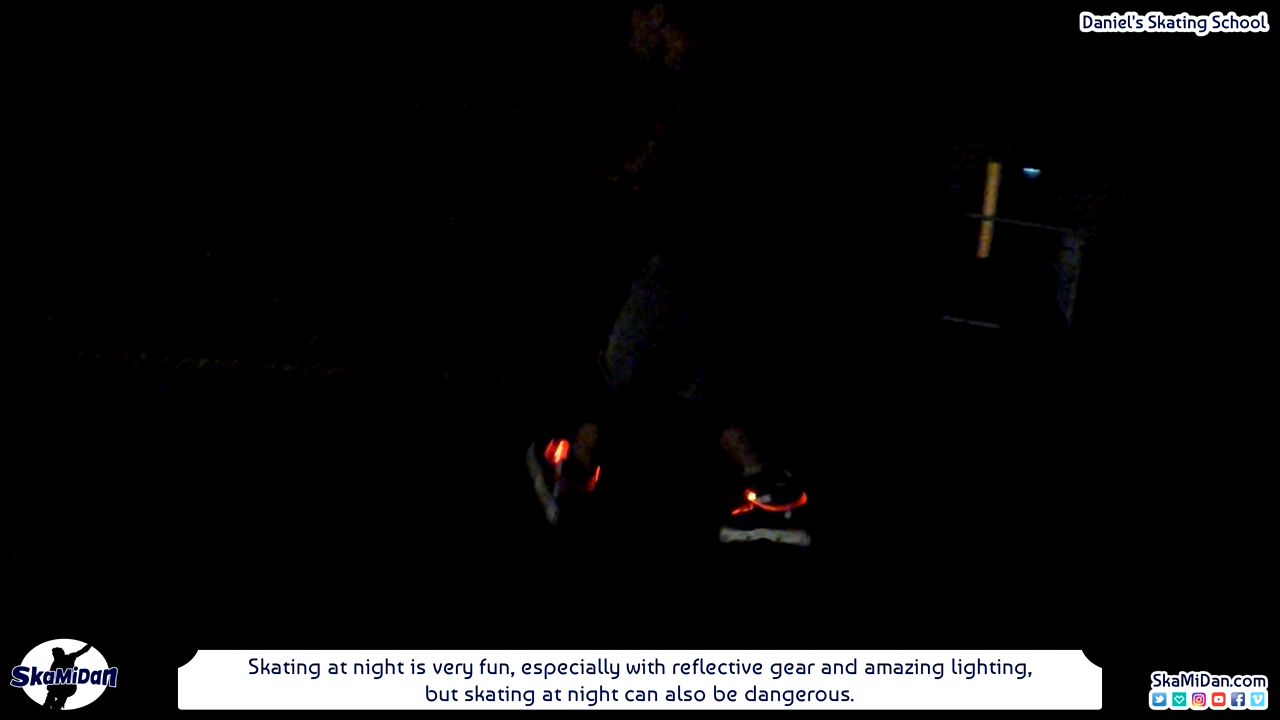 Daniel's Skating School
Skating at night is very fun, especially with reflective gear and amazing lighting,
but skating at night can also be dangerous.
SkaMiDan
SkaMiDan.com